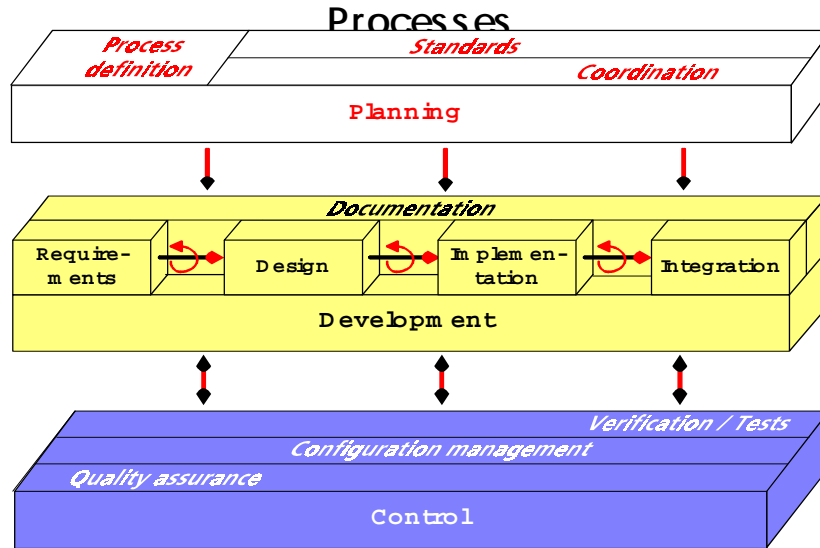 Processes
Process
definition
Standards
Coordination
Planning
Documentation
Require-
ments
Design
Implemen-
tation
Integration
Development
Verification / Tests
Configuration management
Quality assurance
Control